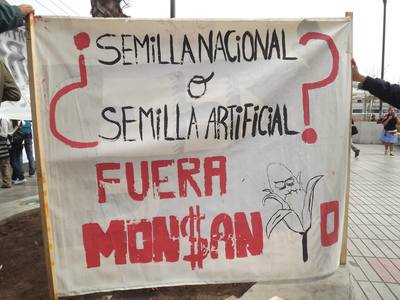 ¿SEMILLA NACIONAL
o
SEMILLA ARTIFICIAL?
FUERA
MON$ANTO